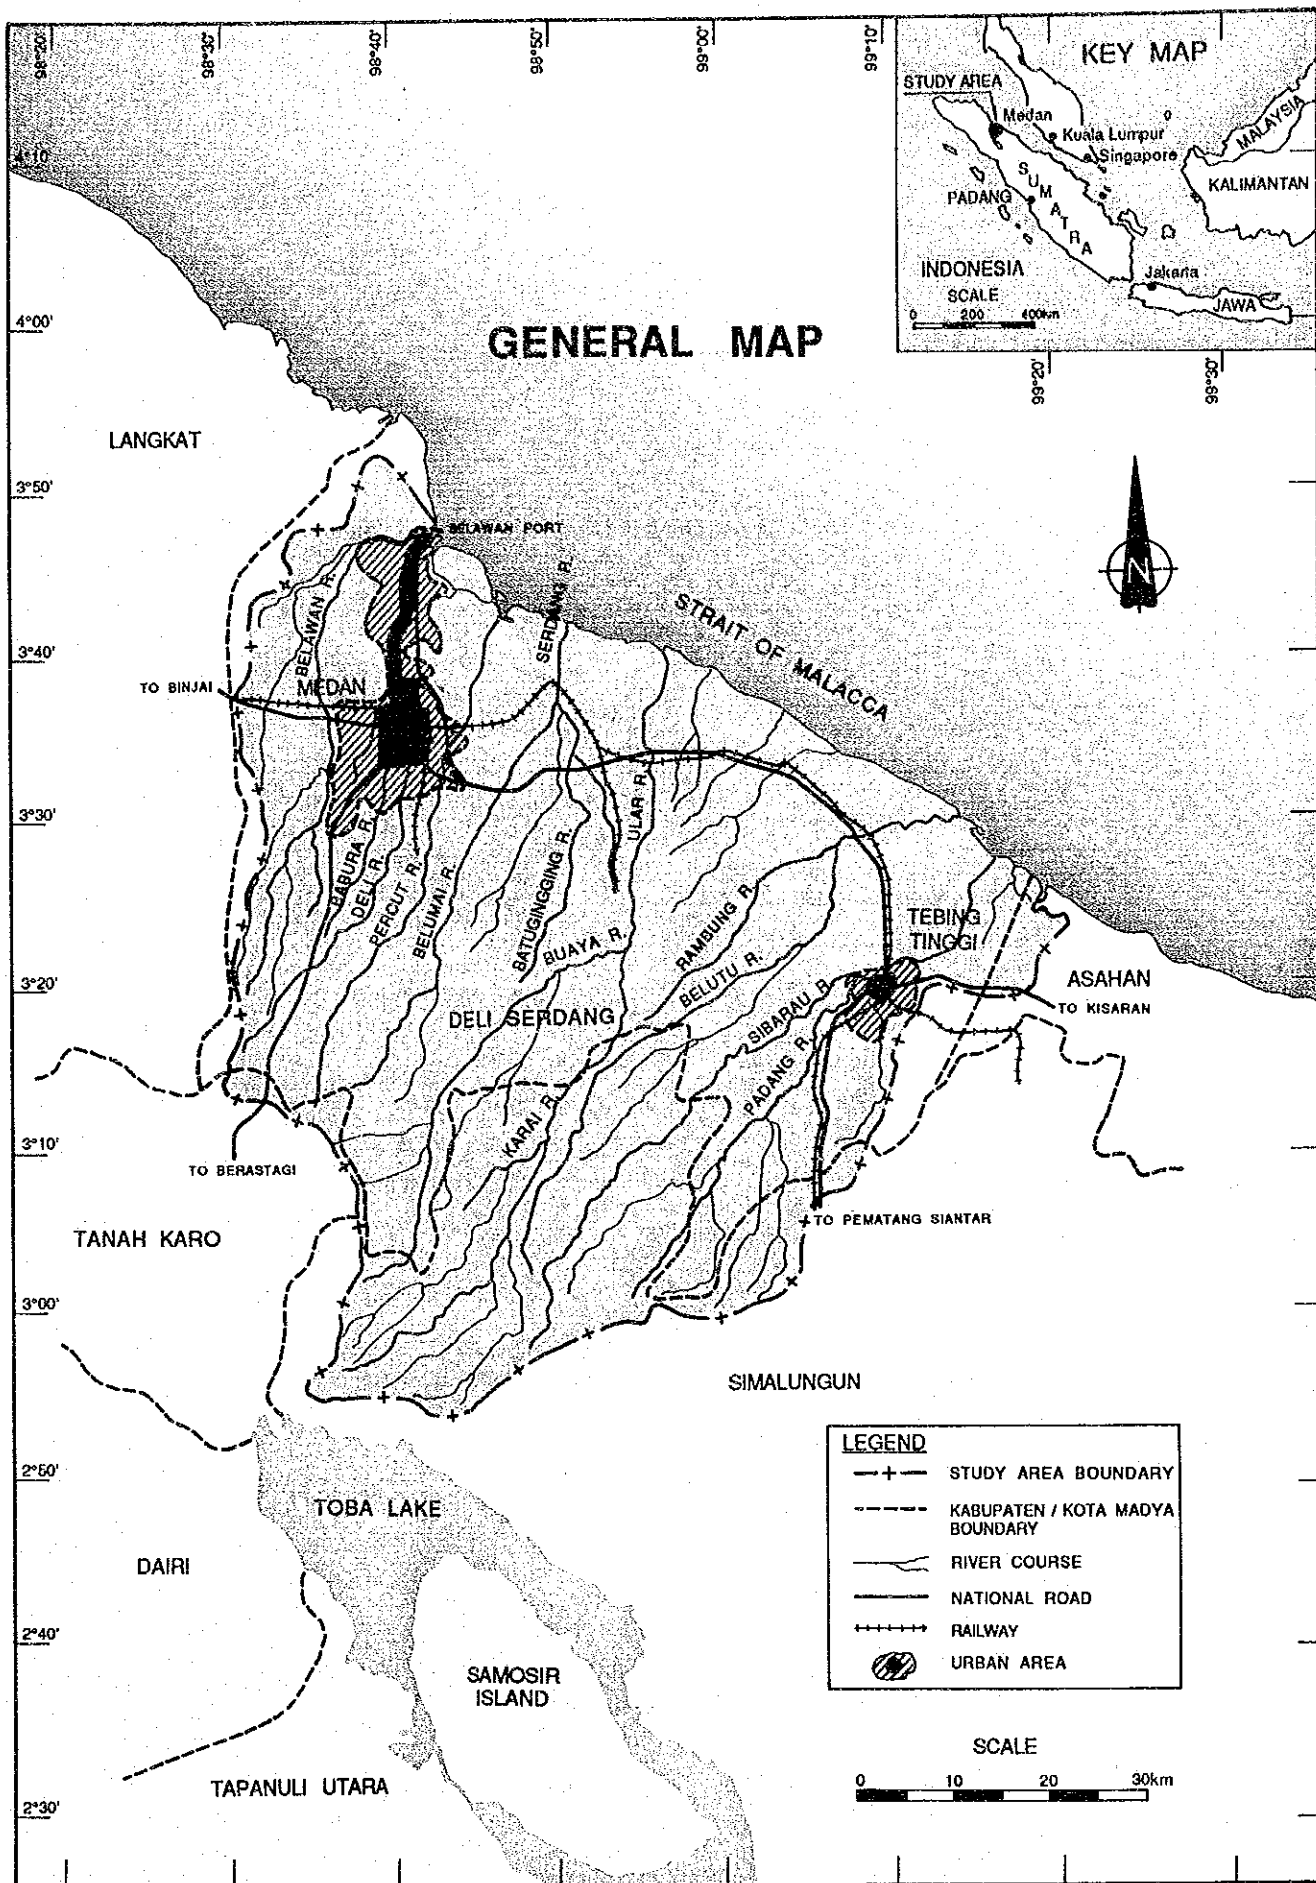 98°20'
98°30'
98°40'
98°50'
99°00'
99°10'
KEY MAP
STUDY AREA
Medan
Kuala Lumpur
Singapore
MALAYSIA
KALIMANTAN
PADANG
SUMATRA
INDONESIA
Jakarta
JAWA
SCALE
0 200 400km
99°20'
99°30'
4°10'
4°00'
GENERAL MAP
LANGKAT
3°50'
BELAWAN PORT
N
BELAWAN R.
SERDANG R.
STRAIT OF MALACCA
3°40'
TO BINJAI
MEDAN
3°30'
ULAR R.
BABURA R.
DELI R.
PERCUT R.
BELUMAI R.
BATUGINGGING R.
BUAYA R.
RAMBUNG R.
BELUTU R.
TEBING
TINGGI
3°20'
ASAHAN
TO KISARAN
DELI SERDANG
SIBARAU R.
PADANG R.
KARAI R.
3°10'
TO BERASTAGI
TANAH KARO
TO PEMATANG SIANTAR
3°00'
SIMALUNGUN
LEGEND
STUDY AREA BOUNDARY
KABUPATEN / KOTA MADYA
BOUNDARY
RIVER COURSE
NATIONAL ROAD
RAILWAY
URBAN AREA
2°50'
TOBA LAKE
DAIRI
2°40'
SAMOSIR
ISLAND
SCALE
0 10 20 30km
TAPANULI UTARA
2°30'